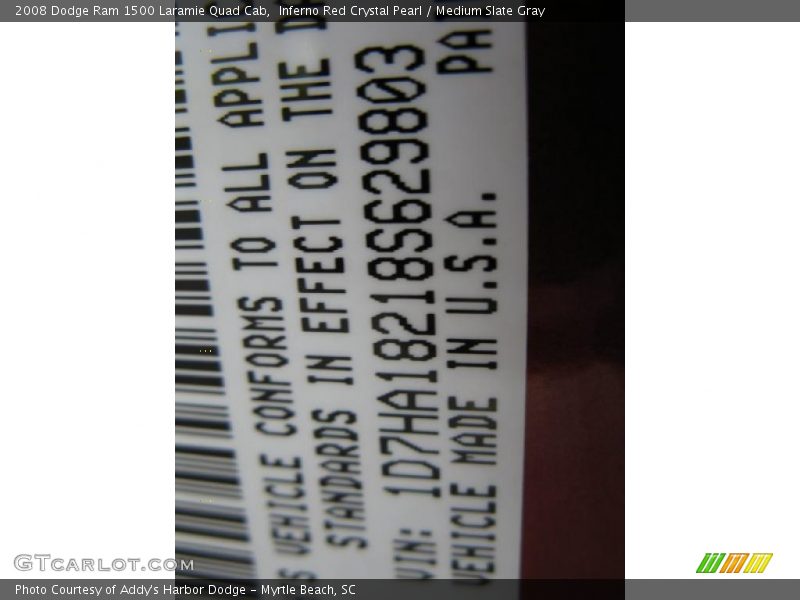 2008 Dodge Ram 1500 Laramie Quad Cab, Inferno Red Crystal Pearl / Medium Slate Gray
VEHICLE CONFORMS TO ALL
STANDARDS IN EFFECT ON THE
VIN: 1D7HA18218S629803
VEHICLE MADE IN U.S.A.
GTcarlot.com
Photo Courtesy of Addy's Harbor Dodge - Myrtle Beach, SC